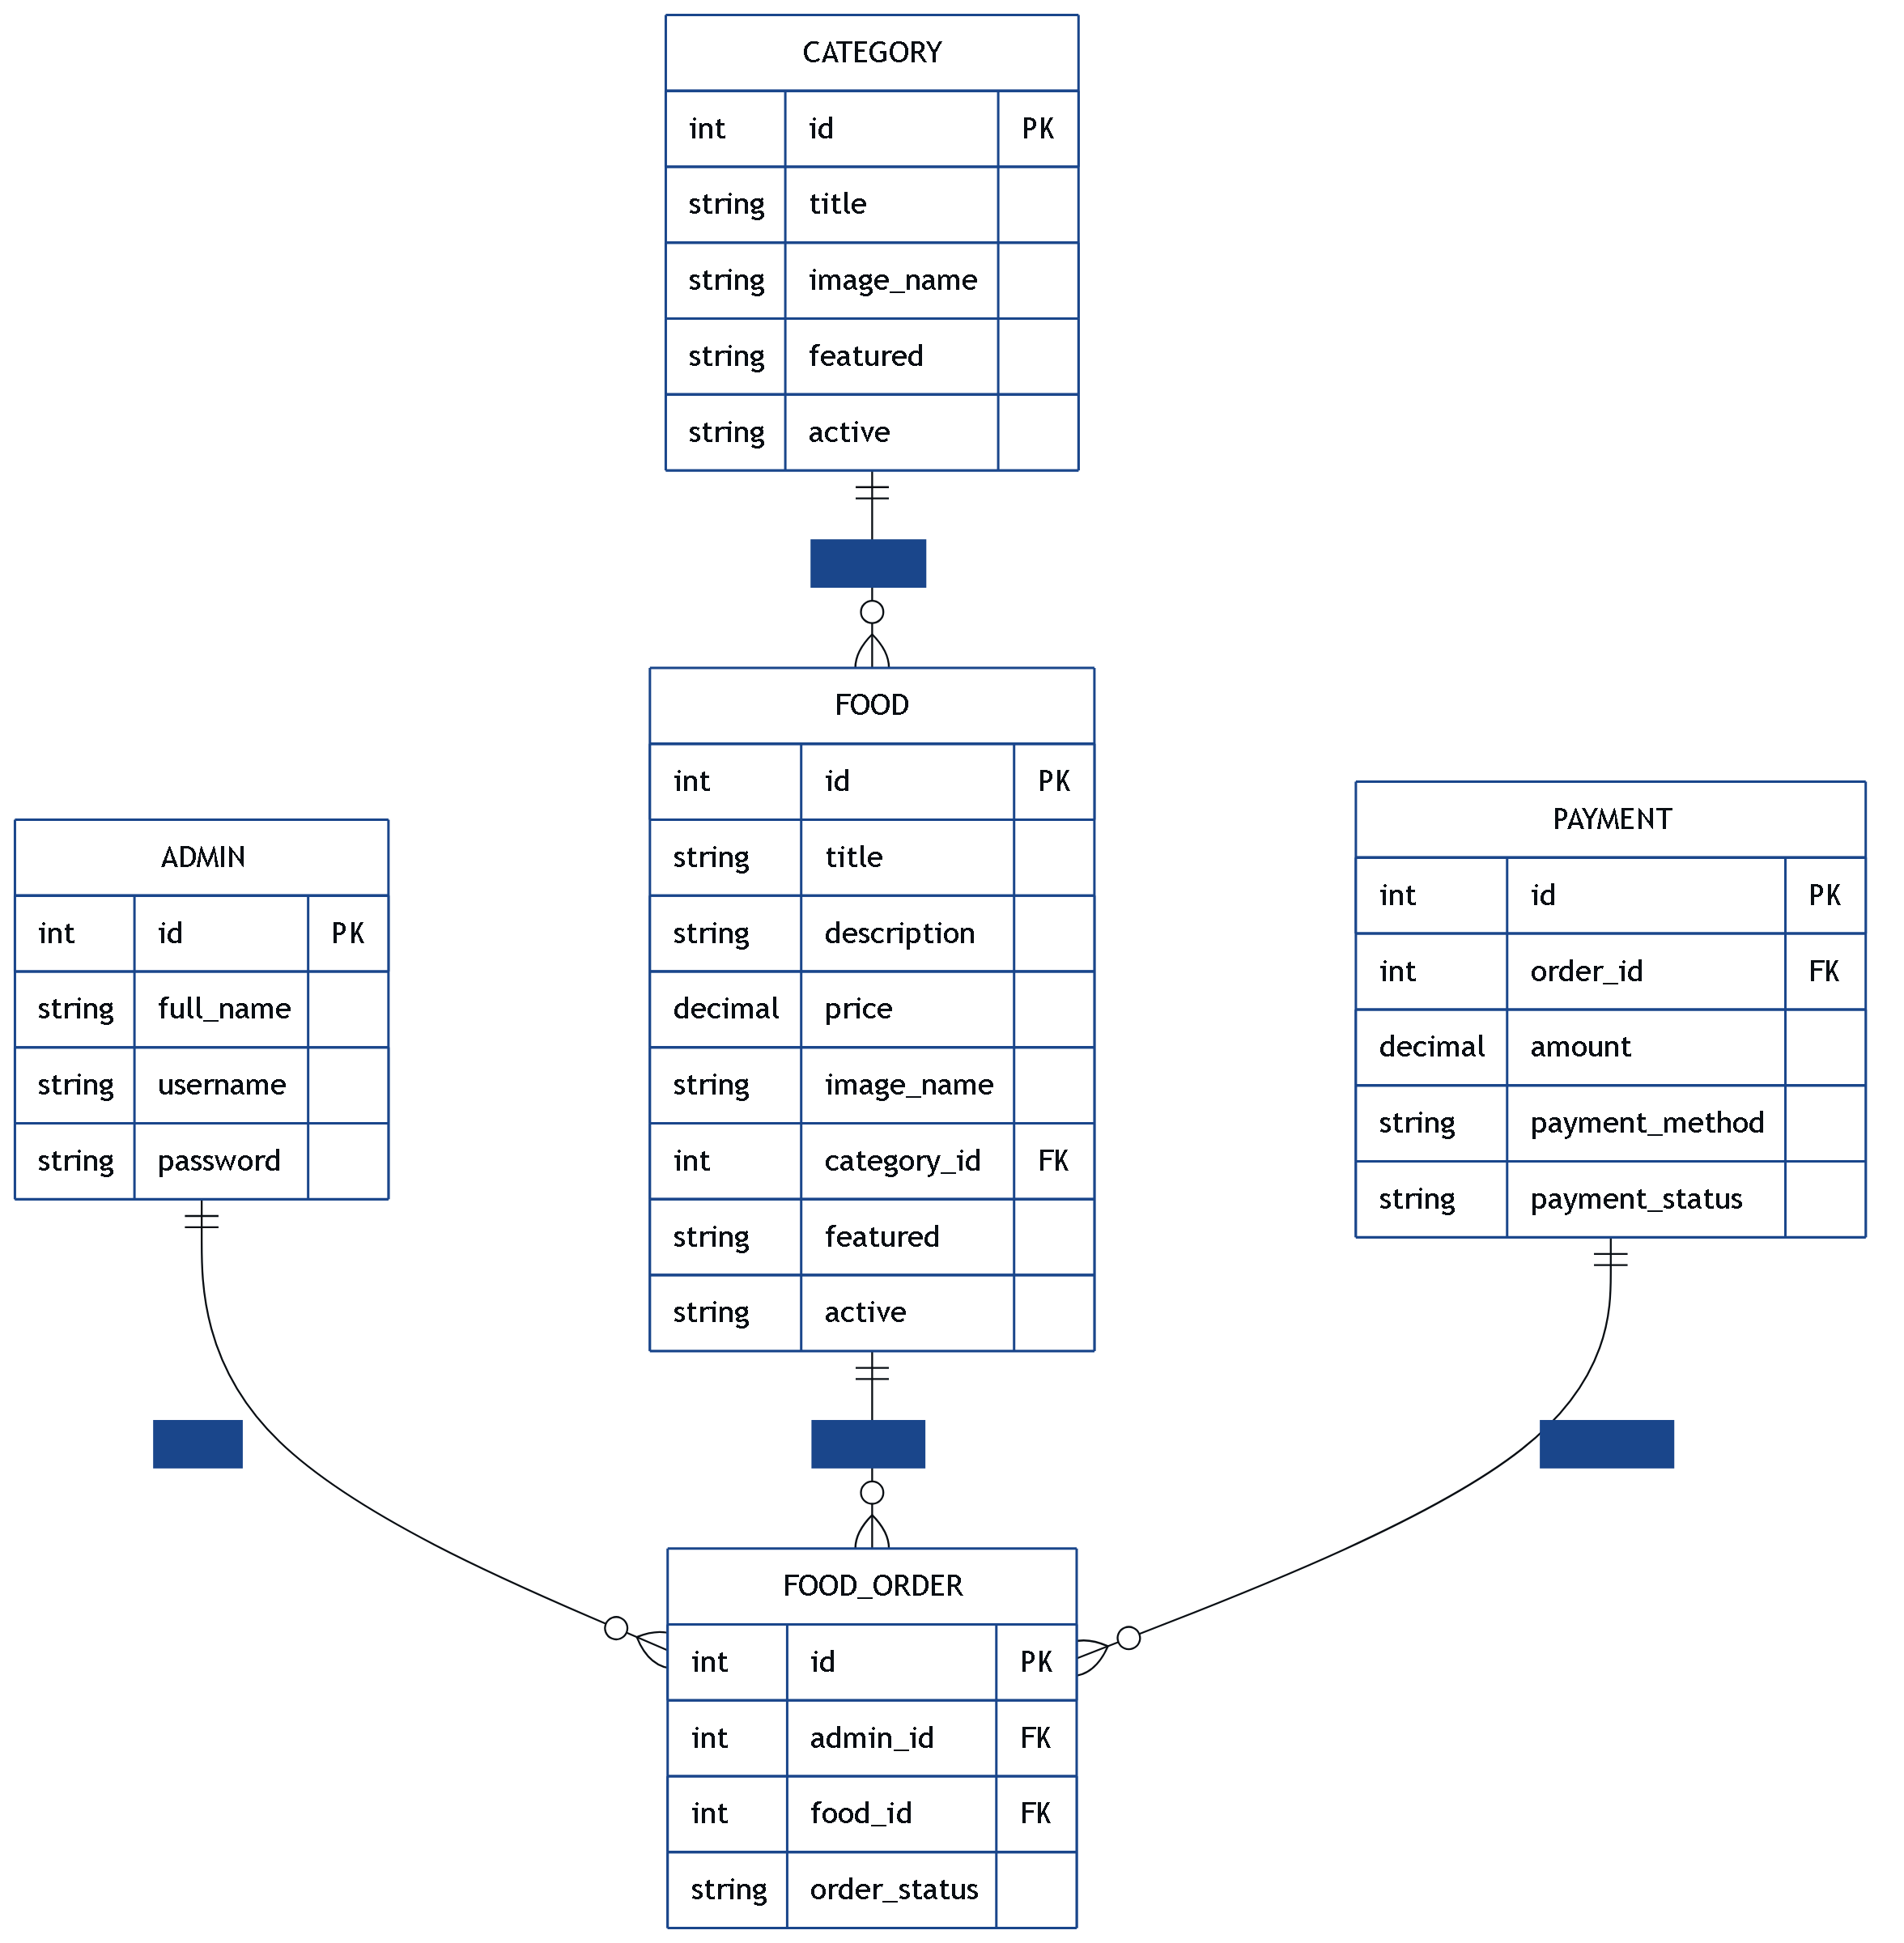 CATEGORY
int id PK
string title
string image_name
string featured
string active
FOOD
int id PK
string title
string description
decimal price
string image_name
int category_id FK
string featured
string active
ADMIN
int id PK
string full_name
string username
string password
PAYMENT
int id PK
int order_id FK
decimal amount
string payment_method
string payment_status
FOOD_ORDER
int id PK
int admin_id FK
int food_id FK
string order_status